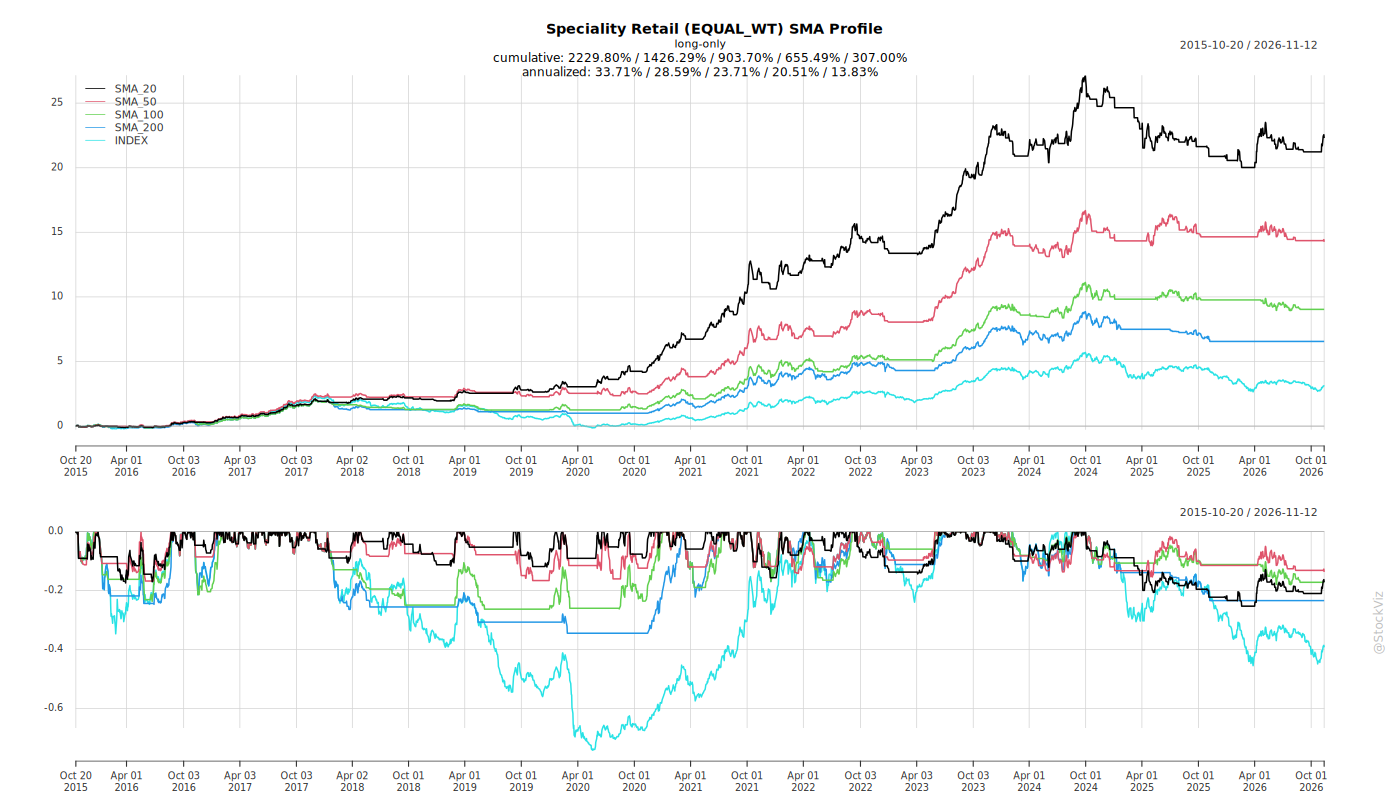 Speciality Retail (EQUAL_WT) SMA Profile
long-only
cumulative: 2229.80% / 1426.29% / 903.70% / 655.49% / 307.00%
annualized: 33.71% / 28.59% / 23.71% / 20.51% / 13.83%
2015-10-20 / 2026-11-12
SMA_20
SMA_50
SMA_100
SMA_200
INDEX
25
20
15
10
5
0
Oct 20 Apr 01 Oct 03 Apr 03 Oct 03 Apr 02 Oct 01 Apr 01 Oct 01 Apr 01 Oct 01 Apr 01 Oct 01 Apr 01 Oct 03 Apr 03 Oct 03 Apr 01 Oct 01 Apr 01 Oct 01 Apr 01 Oct 01
2015 2016 2016 2017 2017 2018 2018 2019 2019 2020 2020 2021 2021 2022 2022 2023 2023 2024 2024 2025 2025 2026 2026
2015-10-20 / 2026-11-12
0.0
-0.2
-0.4
-0.6
Oct 20 Apr 01 Oct 03 Apr 03 Oct 03 Apr 02 Oct 01 Apr 01 Oct 01 Apr 01 Oct 01 Apr 01 Oct 01 Apr 01 Oct 03 Apr 03 Oct 03 Apr 01 Oct 01 Apr 01 Oct 01 Apr 01 Oct 01
2015 2016 2016 2017 2017 2018 2018 2019 2019 2020 2020 2021 2021 2022 2022 2023 2023 2024 2024 2025 2025 2026 2026
@StockViz